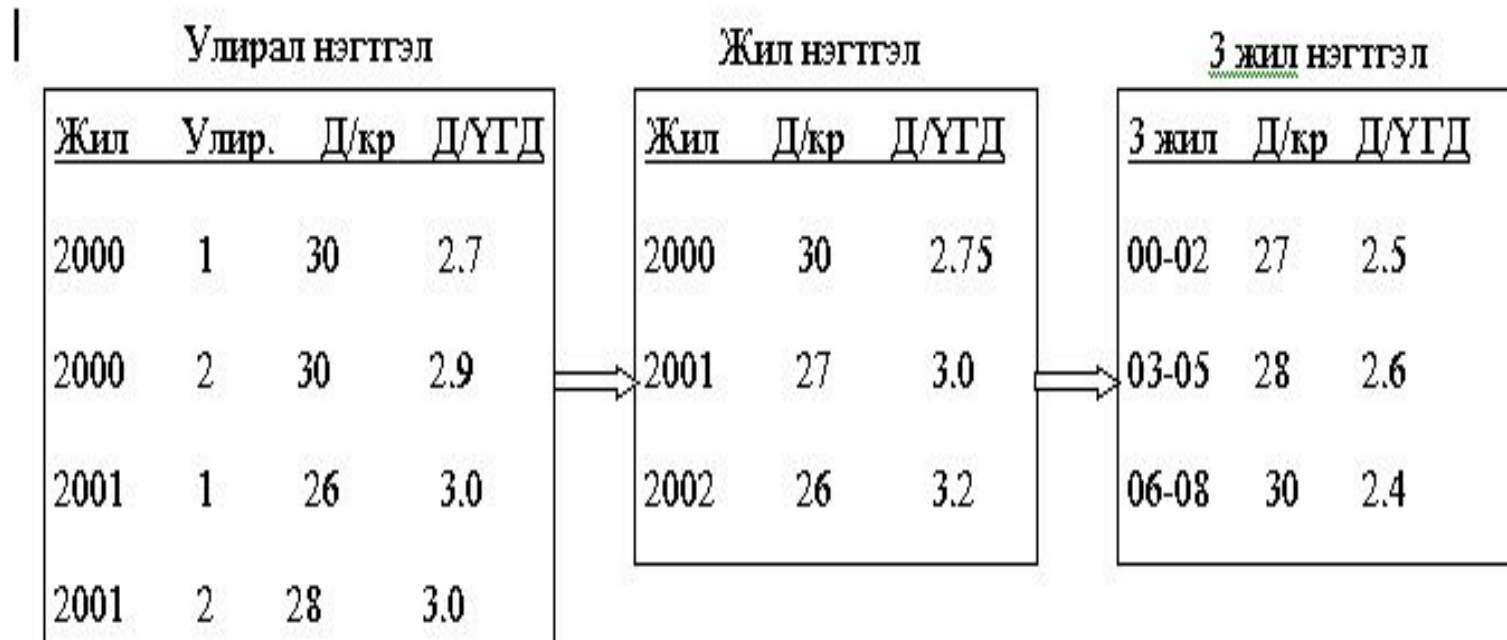 Улирал нэгтгэл
Жил Улир. Д/кр Д/ҮГД
2000 1 30 2.7
2000 2 30 2.9
2001 1 26 3.0
2001 2 28 3.0
Жил нэгтгэл
Жил Д/кр Д/ҮГД
2000 30 2.75
2001 27 3.0
2002 26 3.2
3 жил нэгтгэл
3 жил Д/кр Д/ҮГД
00-02 27 2.5
03-05 28 2.6
06-08 30 2.4